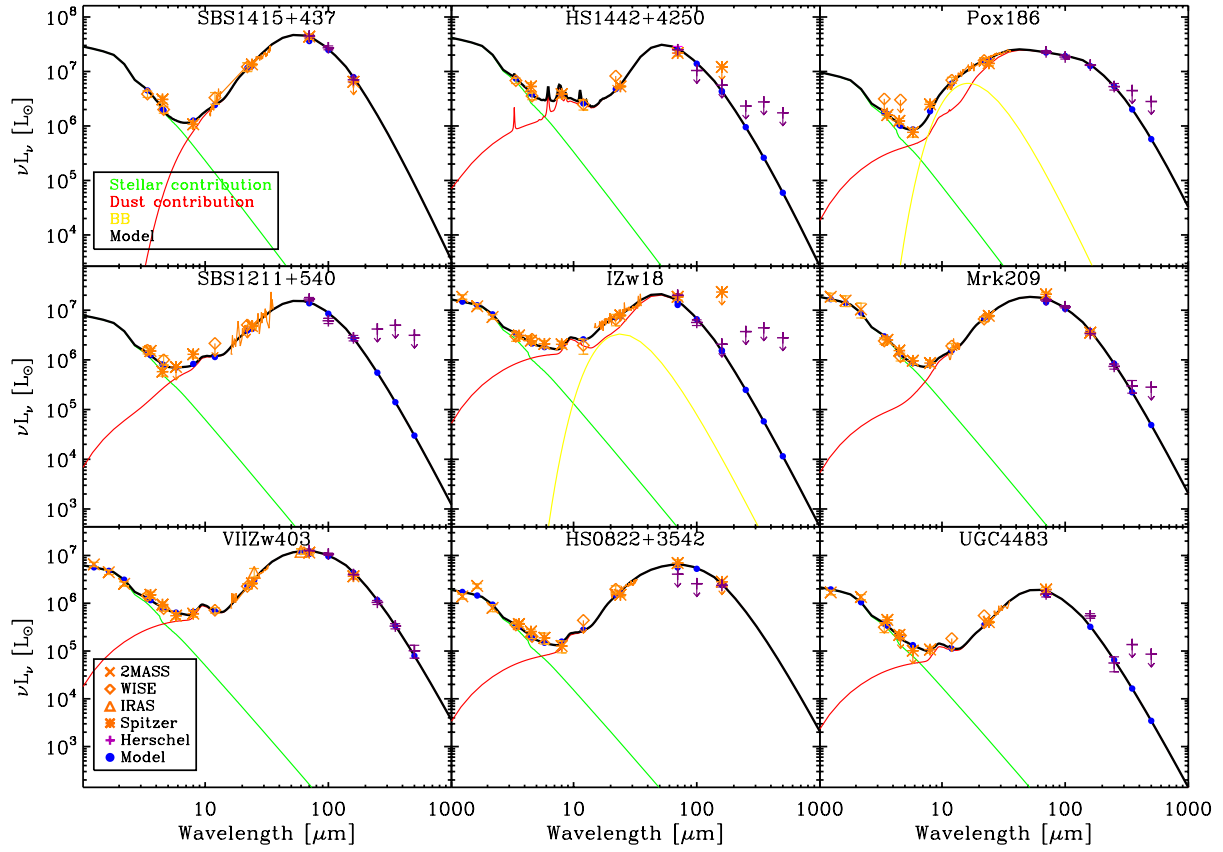 SBS1415+437 HS1442+4250 Pox186
10⁸
10⁷
10⁶
10⁵
10⁴
νLν [L⊙]
Stellar contribution
Dust contribution
BB
Model
SBS1211+540 IZw18 Mrk209
10⁷
10⁶
10⁵
10⁴
10³
νLν [L⊙]
VIIZw403 HS0822+3542 UGC4483
10⁷
10⁶
10⁵
10⁴
10³
νLν [L⊙]
2MASS
WISE
IRAS
Spitzer
Herschel
Model
10 100 1000 10 100 1000 10 100 1000
Wavelength [μm] Wavelength [μm] Wavelength [μm]